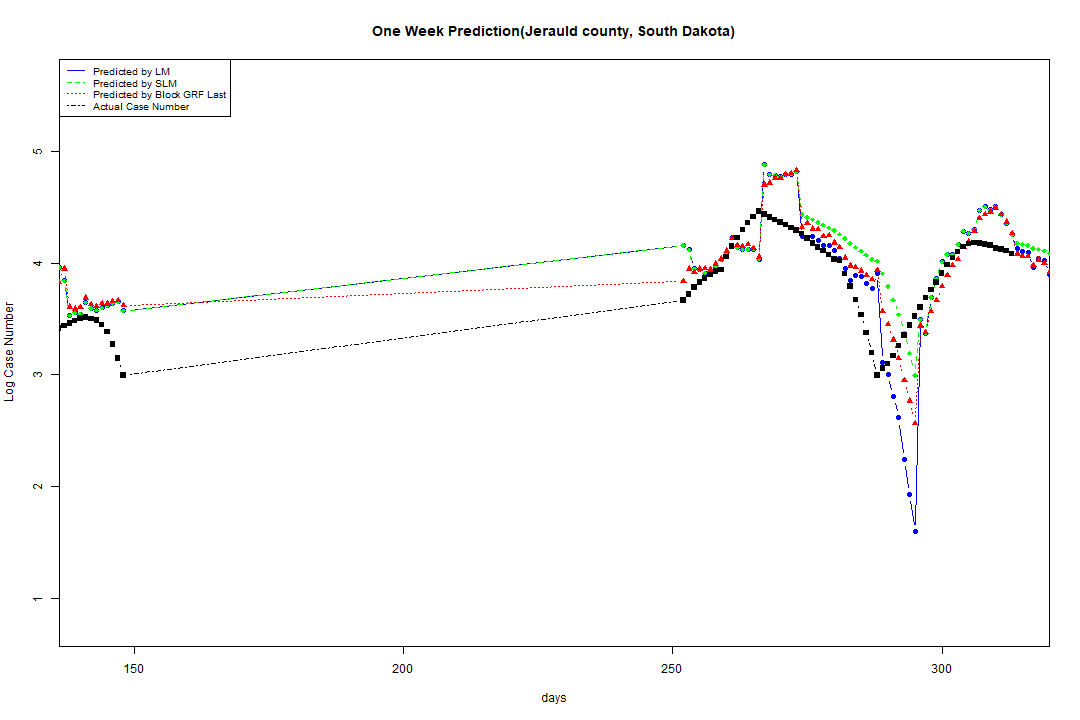 One Week Prediction(Jerauld county, South Dakota)
Predicted by LM
Predicted by SLM
Predicted by Block GRF Last
Actual Case Number
5
4
3
2
1
Log Case Number
150 200 250 300
days